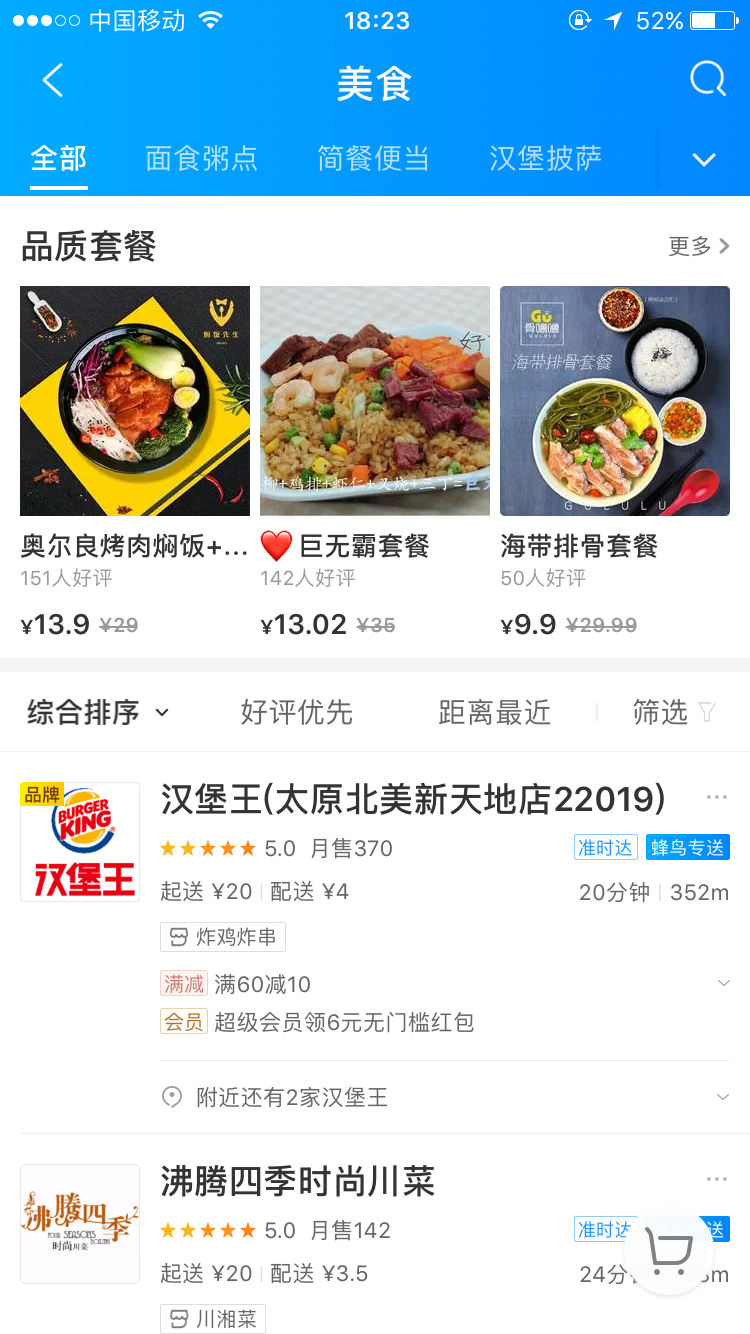 中国移动 18:23 52%
美食
全部 面食粥点 简餐便当 汉堡披萨
品质套餐 更多
焖饭先生
好
柳+鸡排+虾仁+叉烧+三丁=巨无
Gu
骨噜噜
GULULU
海带排骨套餐
GULULU
奥尔良烤肉焖饭+... ❤️巨无霸套餐 海带排骨套餐
151人好评 142人好评 50人好评
¥13.9 ¥29 ¥13.02 ¥35 ¥9.9 ¥29.99
综合排序 好评优先 距离最近 筛选
品牌
BURGER KING
汉堡王
汉堡王(太原北美新天地店22019) ...
5.0 月售370 准时达 蜂鸟专送
起送 ¥20 配送 ¥4 20分钟 352m
炸鸡炸串
满减 满60减10
会员 超级会员领6元无门槛红包
附近还有2家汉堡王
沸腾四季
FOUR SEASONS BOILING
时尚川菜
沸腾四季时尚川菜 ...
5.0 月售142 准时达 送
起送 ¥20 配送 ¥3.5 24分 m
川湘菜